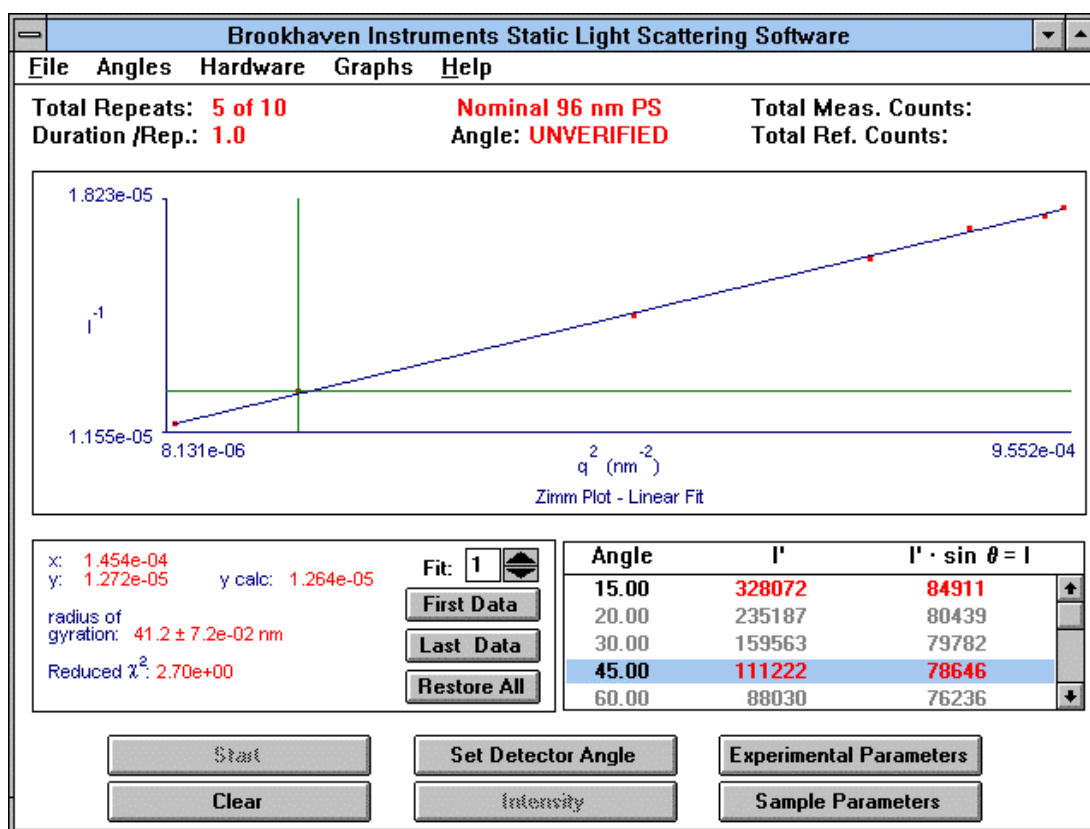 Brookhaven Instruments Static Light Scattering Software
File Angles Hardware Graphs Help
Total Repeats: 5 of 10 Nominal 96 nm PS Total Meas. Counts:
Duration /Rep.: 1.0 Angle: UNVERIFIED Total Ref. Counts:
1.823e-05
I^-1
1.155e-05
8.131e-06 q^2 (nm^-2) 9.552e-04
Zimm Plot - Linear Fit
x: 1.454e-04
y: 1.272e-05 y calc: 1.264e-05
radius of
gyration: 41.2 ± 7.2e-02 nm
Reduced χ^2: 2.70e+00
Fit: 1
First Data
Last Data
Restore All
Angle I' I' · sin θ = I
15.00 328072 84911
20.00 235187 80439
30.00 159563 79782
45.00 111222 78646
60.00 88030 76236
Start Set Detector Angle Experimental Parameters
Clear Intensity Sample Parameters